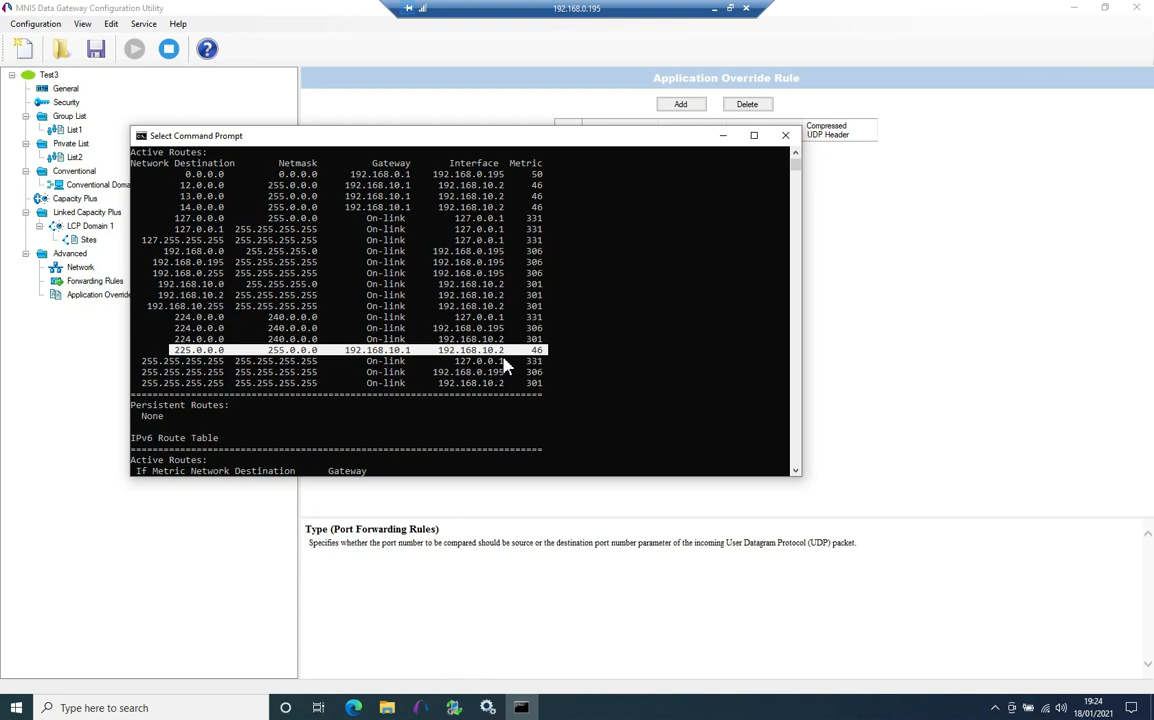 MNIS Data Gateway Configuration Utility
192.168.0.195
Configuration View Edit Service Help
Test3
General
Security
Group List
List1
Private List
List2
Conventional
Conventional Doma
Capacity Plus
Linked Capacity Plus
LCP Domain 1
Sites
Advanced
Network
Forwarding Rules
Application Override
Application Override Rule
Add Delete
Compressed
UDP Header
Select Command Prompt
Active Routes:
Network Destination Netmask Gateway Interface Metric
0.0.0.0 0.0.0.0 192.168.0.1 192.168.0.195 50
12.0.0.0 255.0.0.0 192.168.10.1 192.168.10.2 46
13.0.0.0 255.0.0.0 192.168.10.1 192.168.10.2 46
14.0.0.0 255.0.0.0 192.168.10.1 192.168.10.2 46
127.0.0.0 255.0.0.0 On-link 127.0.0.1 331
127.0.0.1 255.255.255.255 On-link 127.0.0.1 331
127.255.255.255 255.255.255.255 On-link 127.0.0.1 331
192.168.0.0 255.255.255.0 On-link 192.168.0.195 306
192.168.0.195 255.255.255.255 On-link 192.168.0.195 306
192.168.0.255 255.255.255.255 On-link 192.168.0.195 306
192.168.10.0 255.255.255.0 On-link 192.168.10.2 301
192.168.10.2 255.255.255.255 On-link 192.168.10.2 301
192.168.10.255 255.255.255.255 On-link 192.168.10.2 301
224.0.0.0 240.0.0.0 On-link 127.0.0.1 331
224.0.0.0 240.0.0.0 On-link 192.168.0.195 306
224.0.0.0 240.0.0.0 On-link 192.168.10.2 301
225.0.0.0 255.0.0.0 192.168.10.1 192.168.10.2 46
255.255.255.255 255.255.255.255 On-link 127.0.0.1 331
255.255.255.255 255.255.255.255 On-link 192.168.0.195 306
255.255.255.255 255.255.255.255 On-link 192.168.10.2 301
===========================================================================
Persistent Routes:
None
IPv6 Route Table
===========================================================================
Active Routes:
If Metric Network Destination Gateway
Type (Port Forwarding Rules)
Specifies whether the port number to be compared should be source or the destination port number parameter of the incoming User Datagram Protocol (UDP) packet.
Type here to search
19:24
18/01/2021